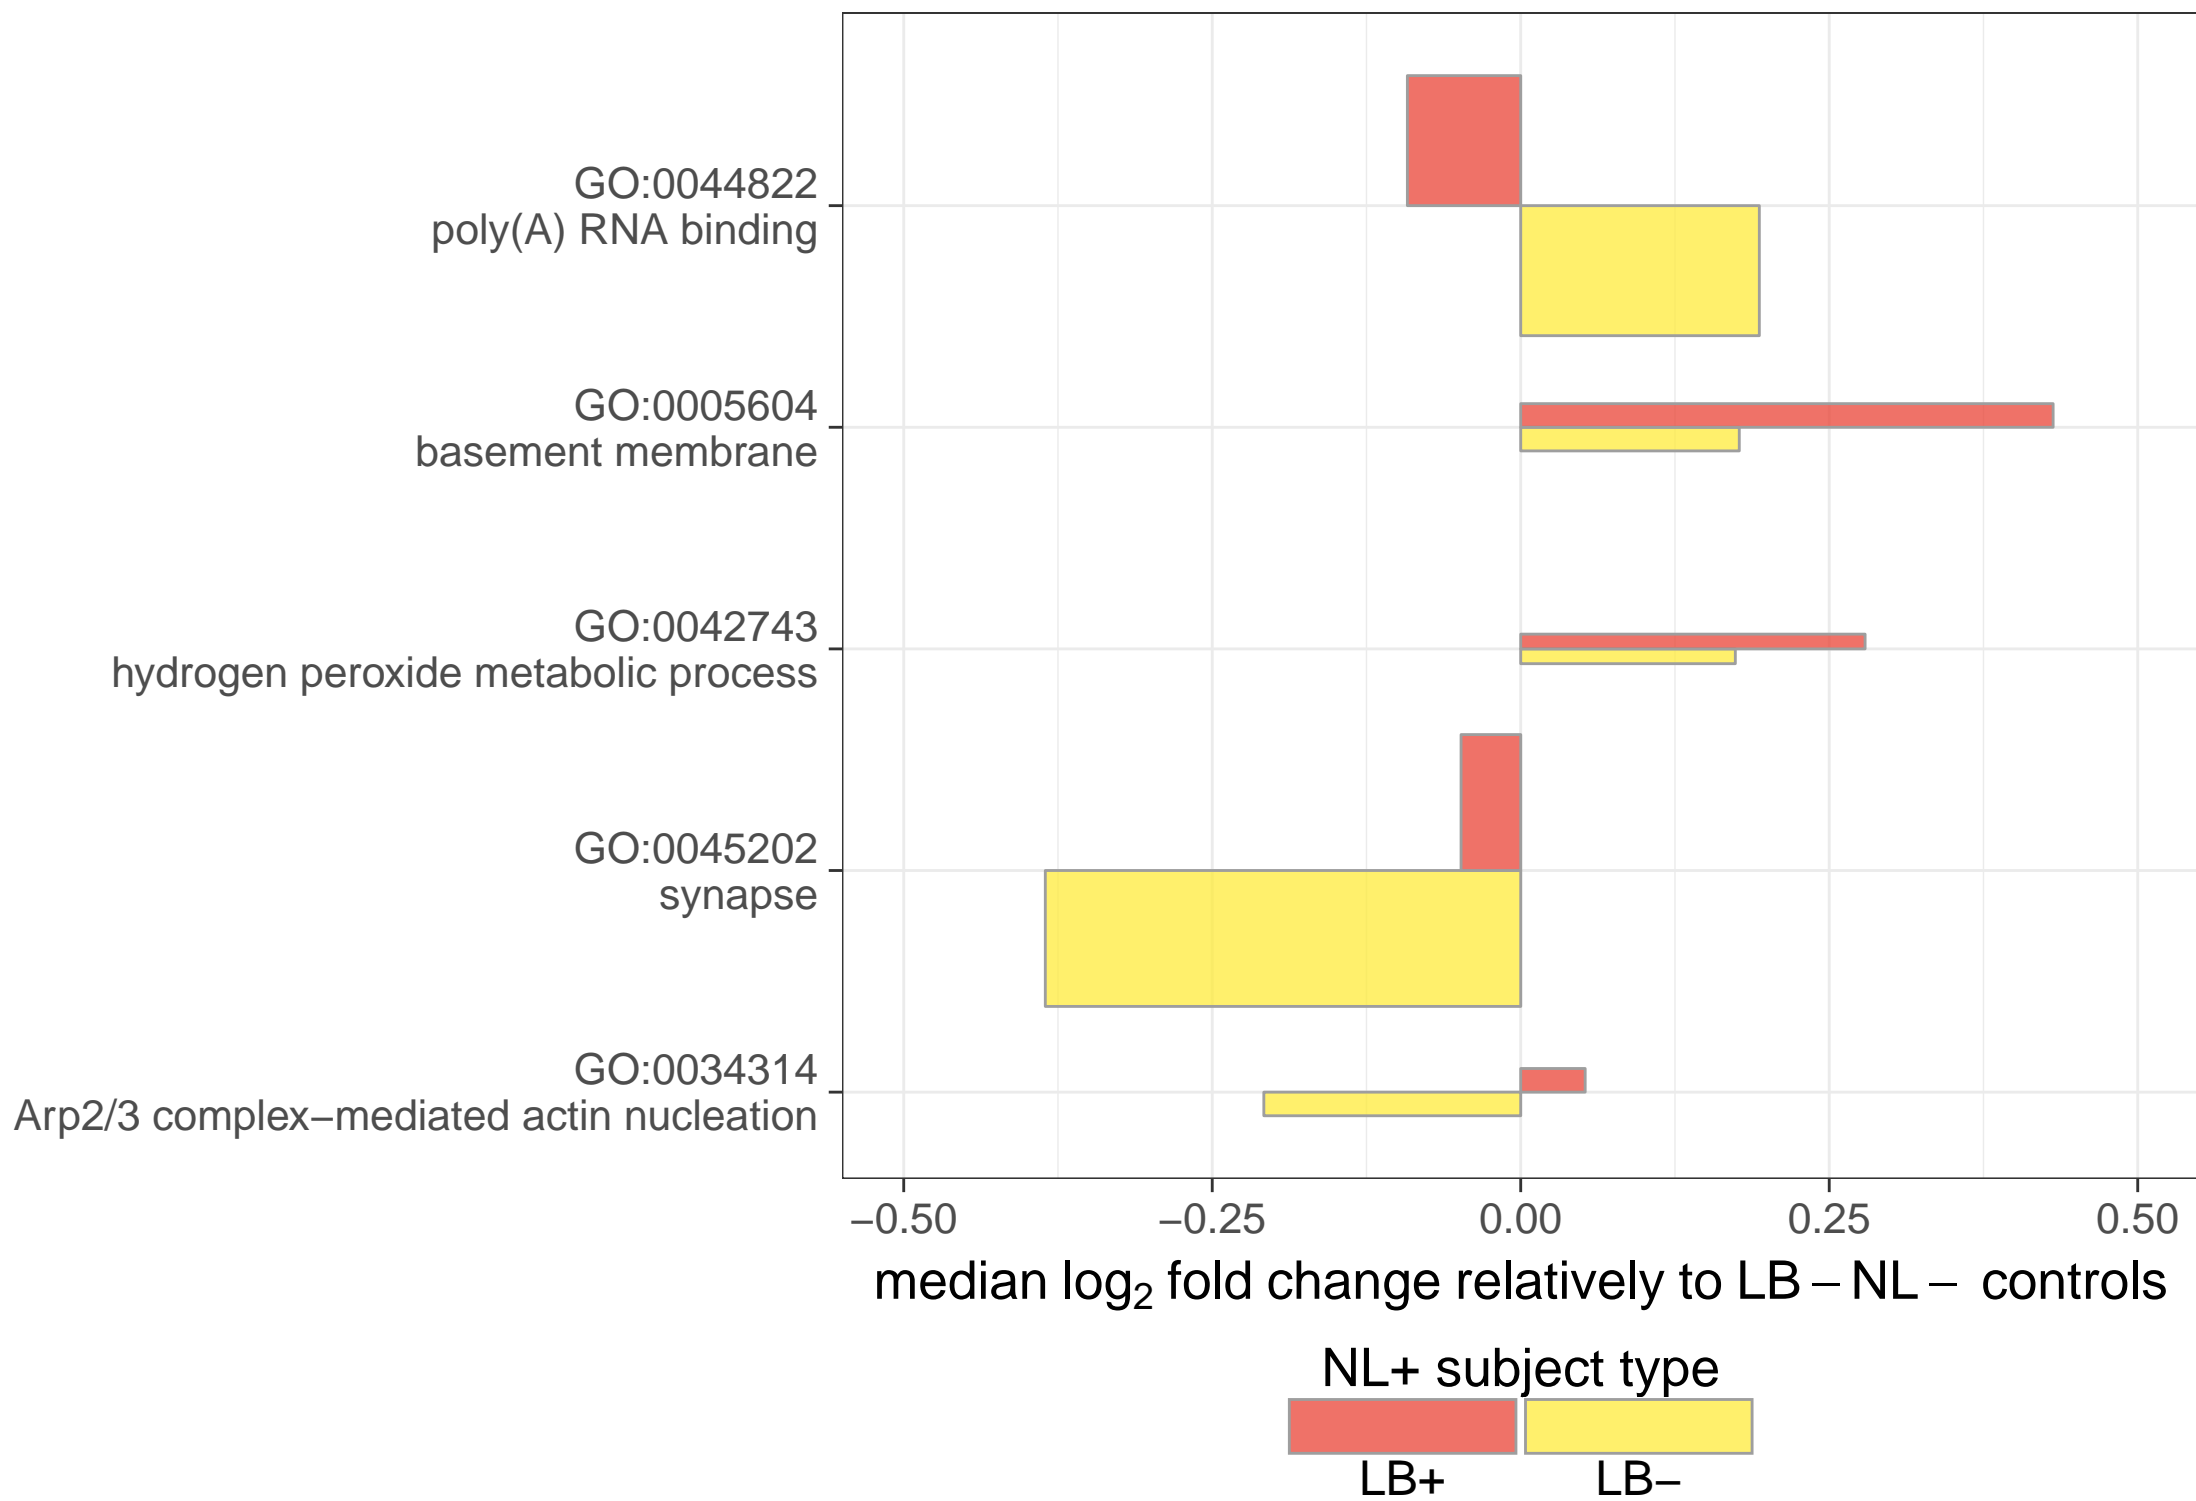 GO:0044822
poly(A) RNA binding
GO:0005604
basement membrane
GO:0042743
hydrogen peroxide metabolic process
GO:0045202
synapse
GO:0034314
Arp2/3 complex−mediated actin nucleation
−0.50 −0.25 0.00 0.25 0.50
median log2 fold change relatively to LB − NL − controls
NL+ subject type
LB+ LB−